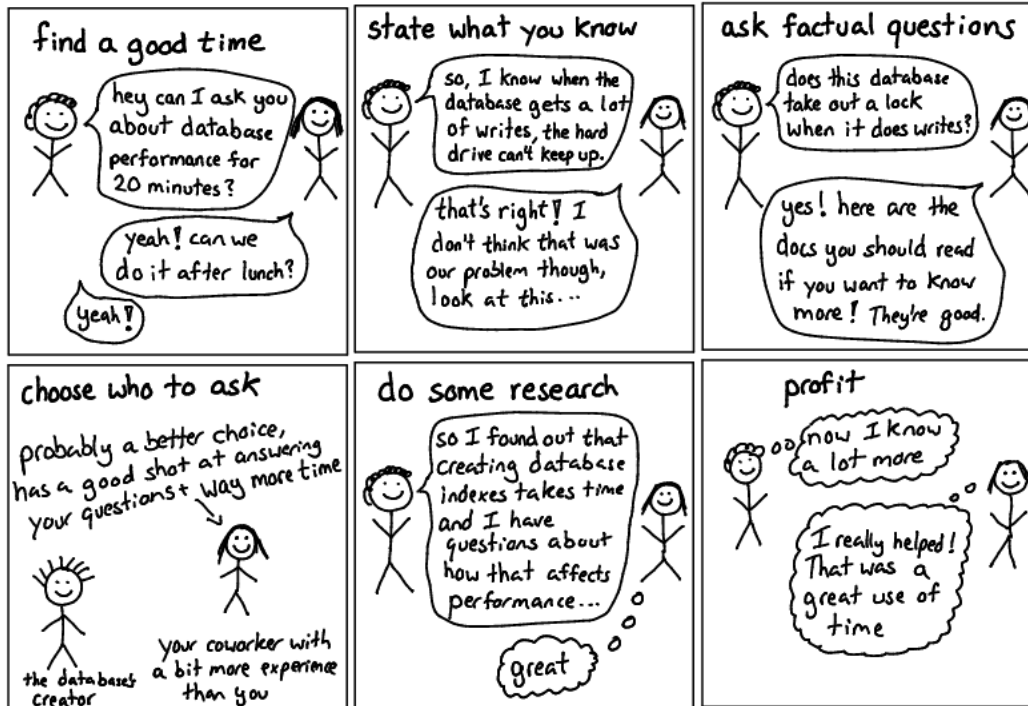 find a good time
hey can I ask you
about database
performance for
20 minutes?
yeah! can we
do it after lunch?
yeah!
state what you know
so, I know when the
database gets a lot
of writes, the hard
drive can't keep up.
that's right! I
don't think that was
our problem though,
look at this...
ask factual questions
does this database
take out a lock
when it does writes?
yes! here are the
docs you should read
if you want to know
more! They're good.
choose who to ask
probably a better choice,
has a good shot at answering
your questions + way more time
the database's
creator
your coworker with
a bit more experience
than you
do some research
so I found out that
creating database
indexes takes time
and I have
questions about
how that affects
performance...
great
profit
now I know
a lot more
I really helped!
That was a
great use of
time